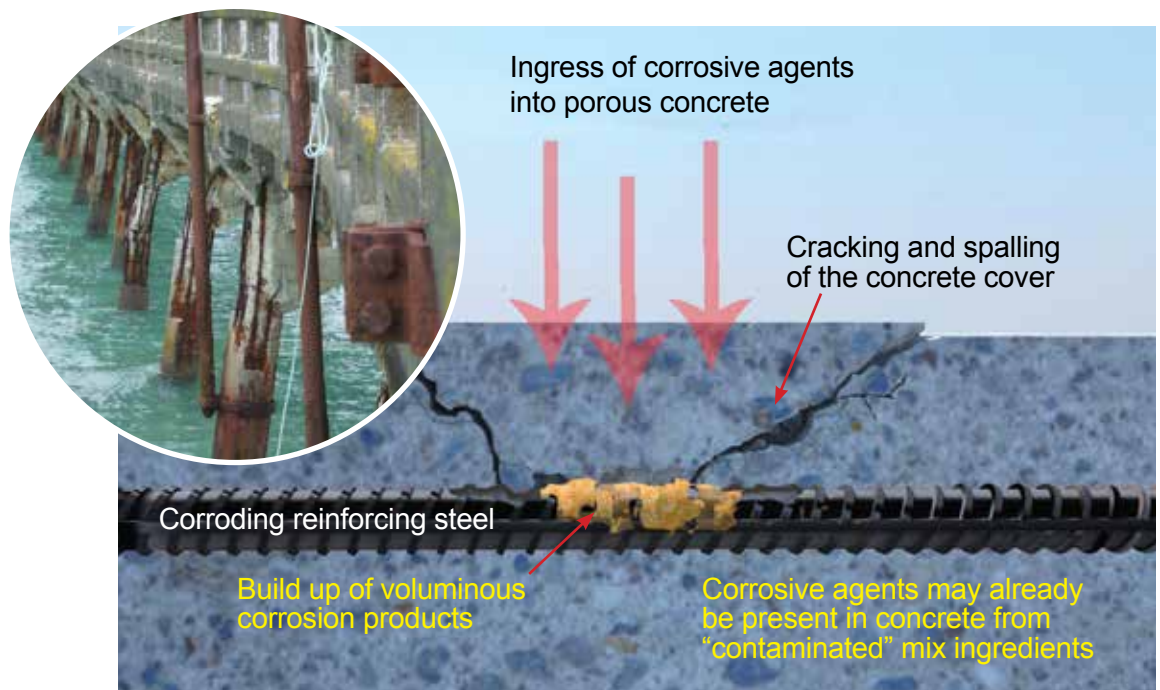 Ingress of corrosive agents
into porous concrete
Cracking and spalling
of the concrete cover
Corroding reinforcing steel
Build up of voluminous
corrosion products
Corrosive agents may already
be present in concrete from
“contaminated” mix ingredients